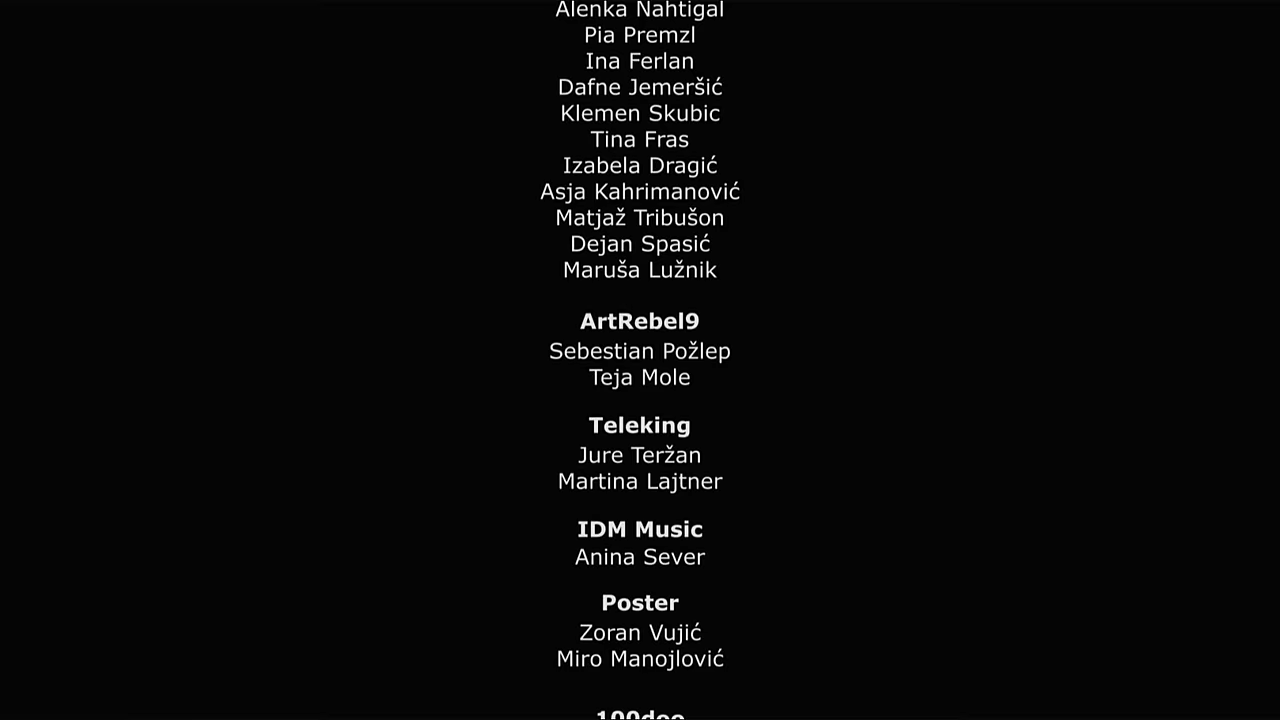 Alenka Nahtigal
Pia Premzl
Ina Ferlan
Dafne Jemeršić
Klemen Skubic
Tina Fras
Izabela Dragić
Asja Kahrimanović
Matjaž Tribušon
Dejan Spasić
Maruša Lužnik
ArtRebel9
Sebestian Požlep
Teja Mole
Teleking
Jure Teržan
Martina Lajtner
IDM Music
Anina Sever
Poster
Zoran Vujić
Miro Manojlović